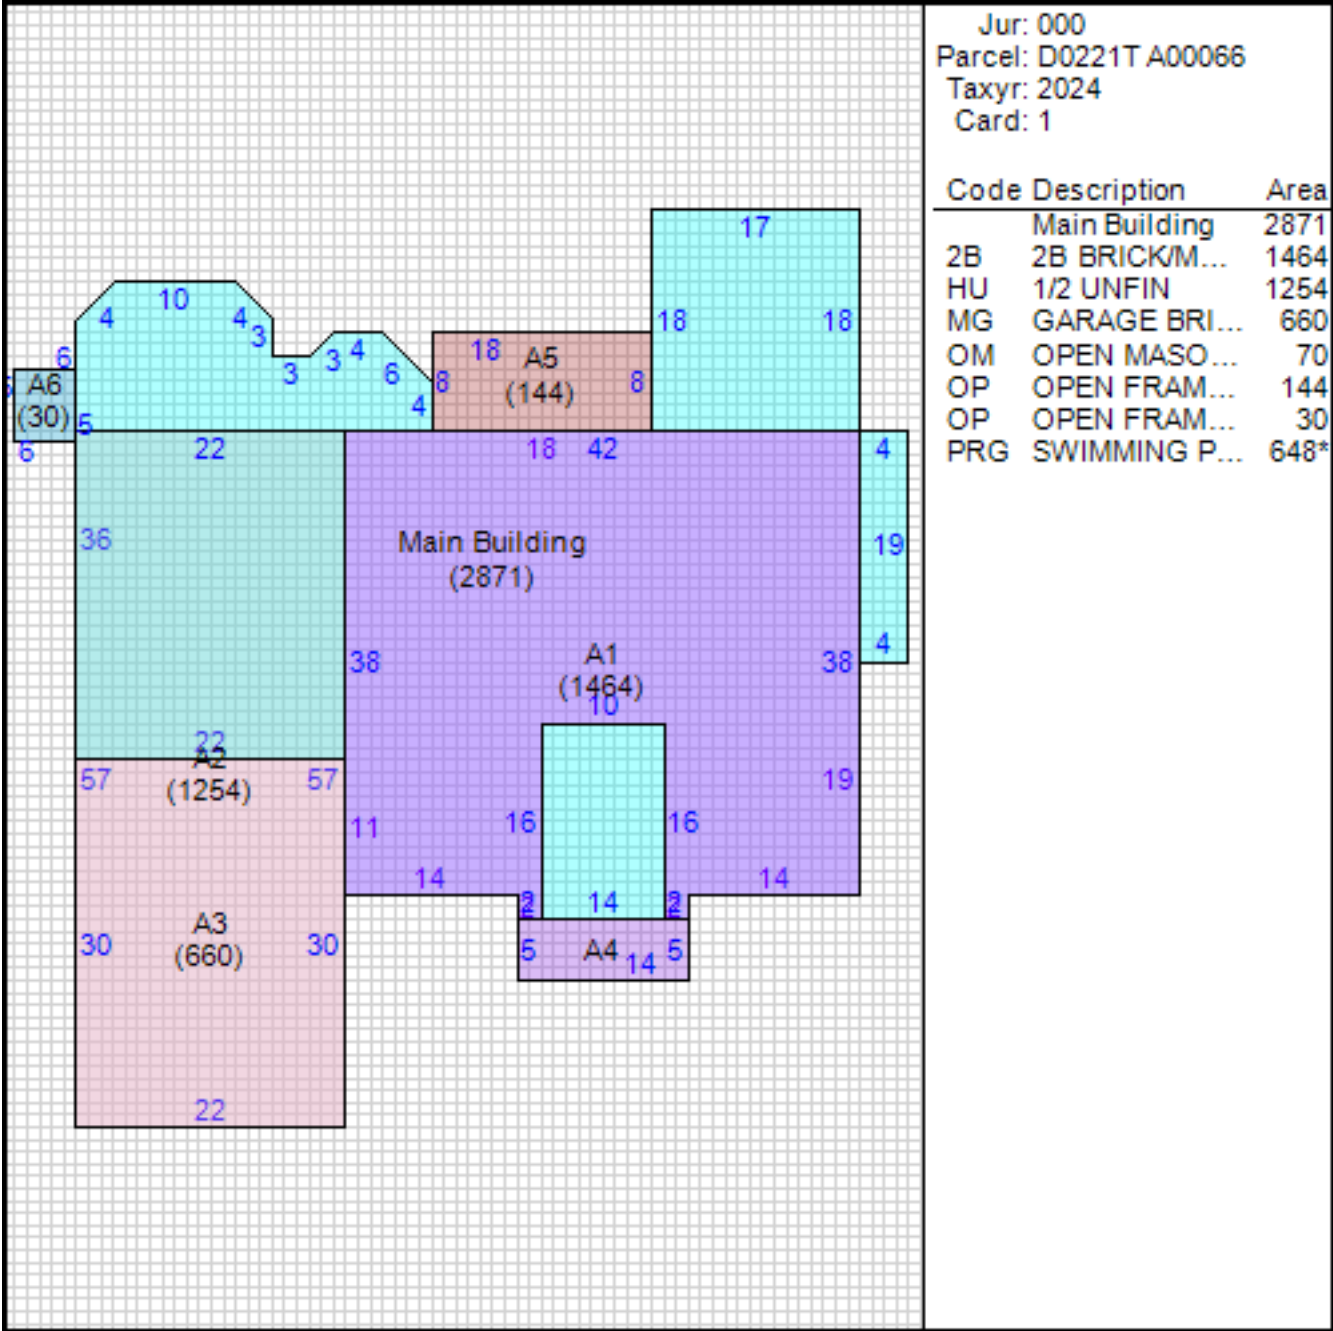 Jur: 000
Parcel: D0221T A00066
Taxyr: 2024
Card: 1
Code Description Area
Main Building 2871
2B 2B BRICK/M... 1464
HU 1/2 UNFIN 1254
MG GARAGE BRI... 660
OM OPEN MASO... 70
OP OPEN FRAM... 144
OP OPEN FRAM... 30
PRG SWIMMING P... 648*
17
10
4 4
3
18 18
3 3 4 6
18 A5
(144)
8 8
4
6
A6
(30)
5
6
22
18 42
4
36
Main Building
(2871)
19
38
A1
(1464)
38
4
10
22
A2
(1254)
57 57
19
11
16 16
14 14
2 14 2
A3
(660)
30 30
5 A4 14 5
22